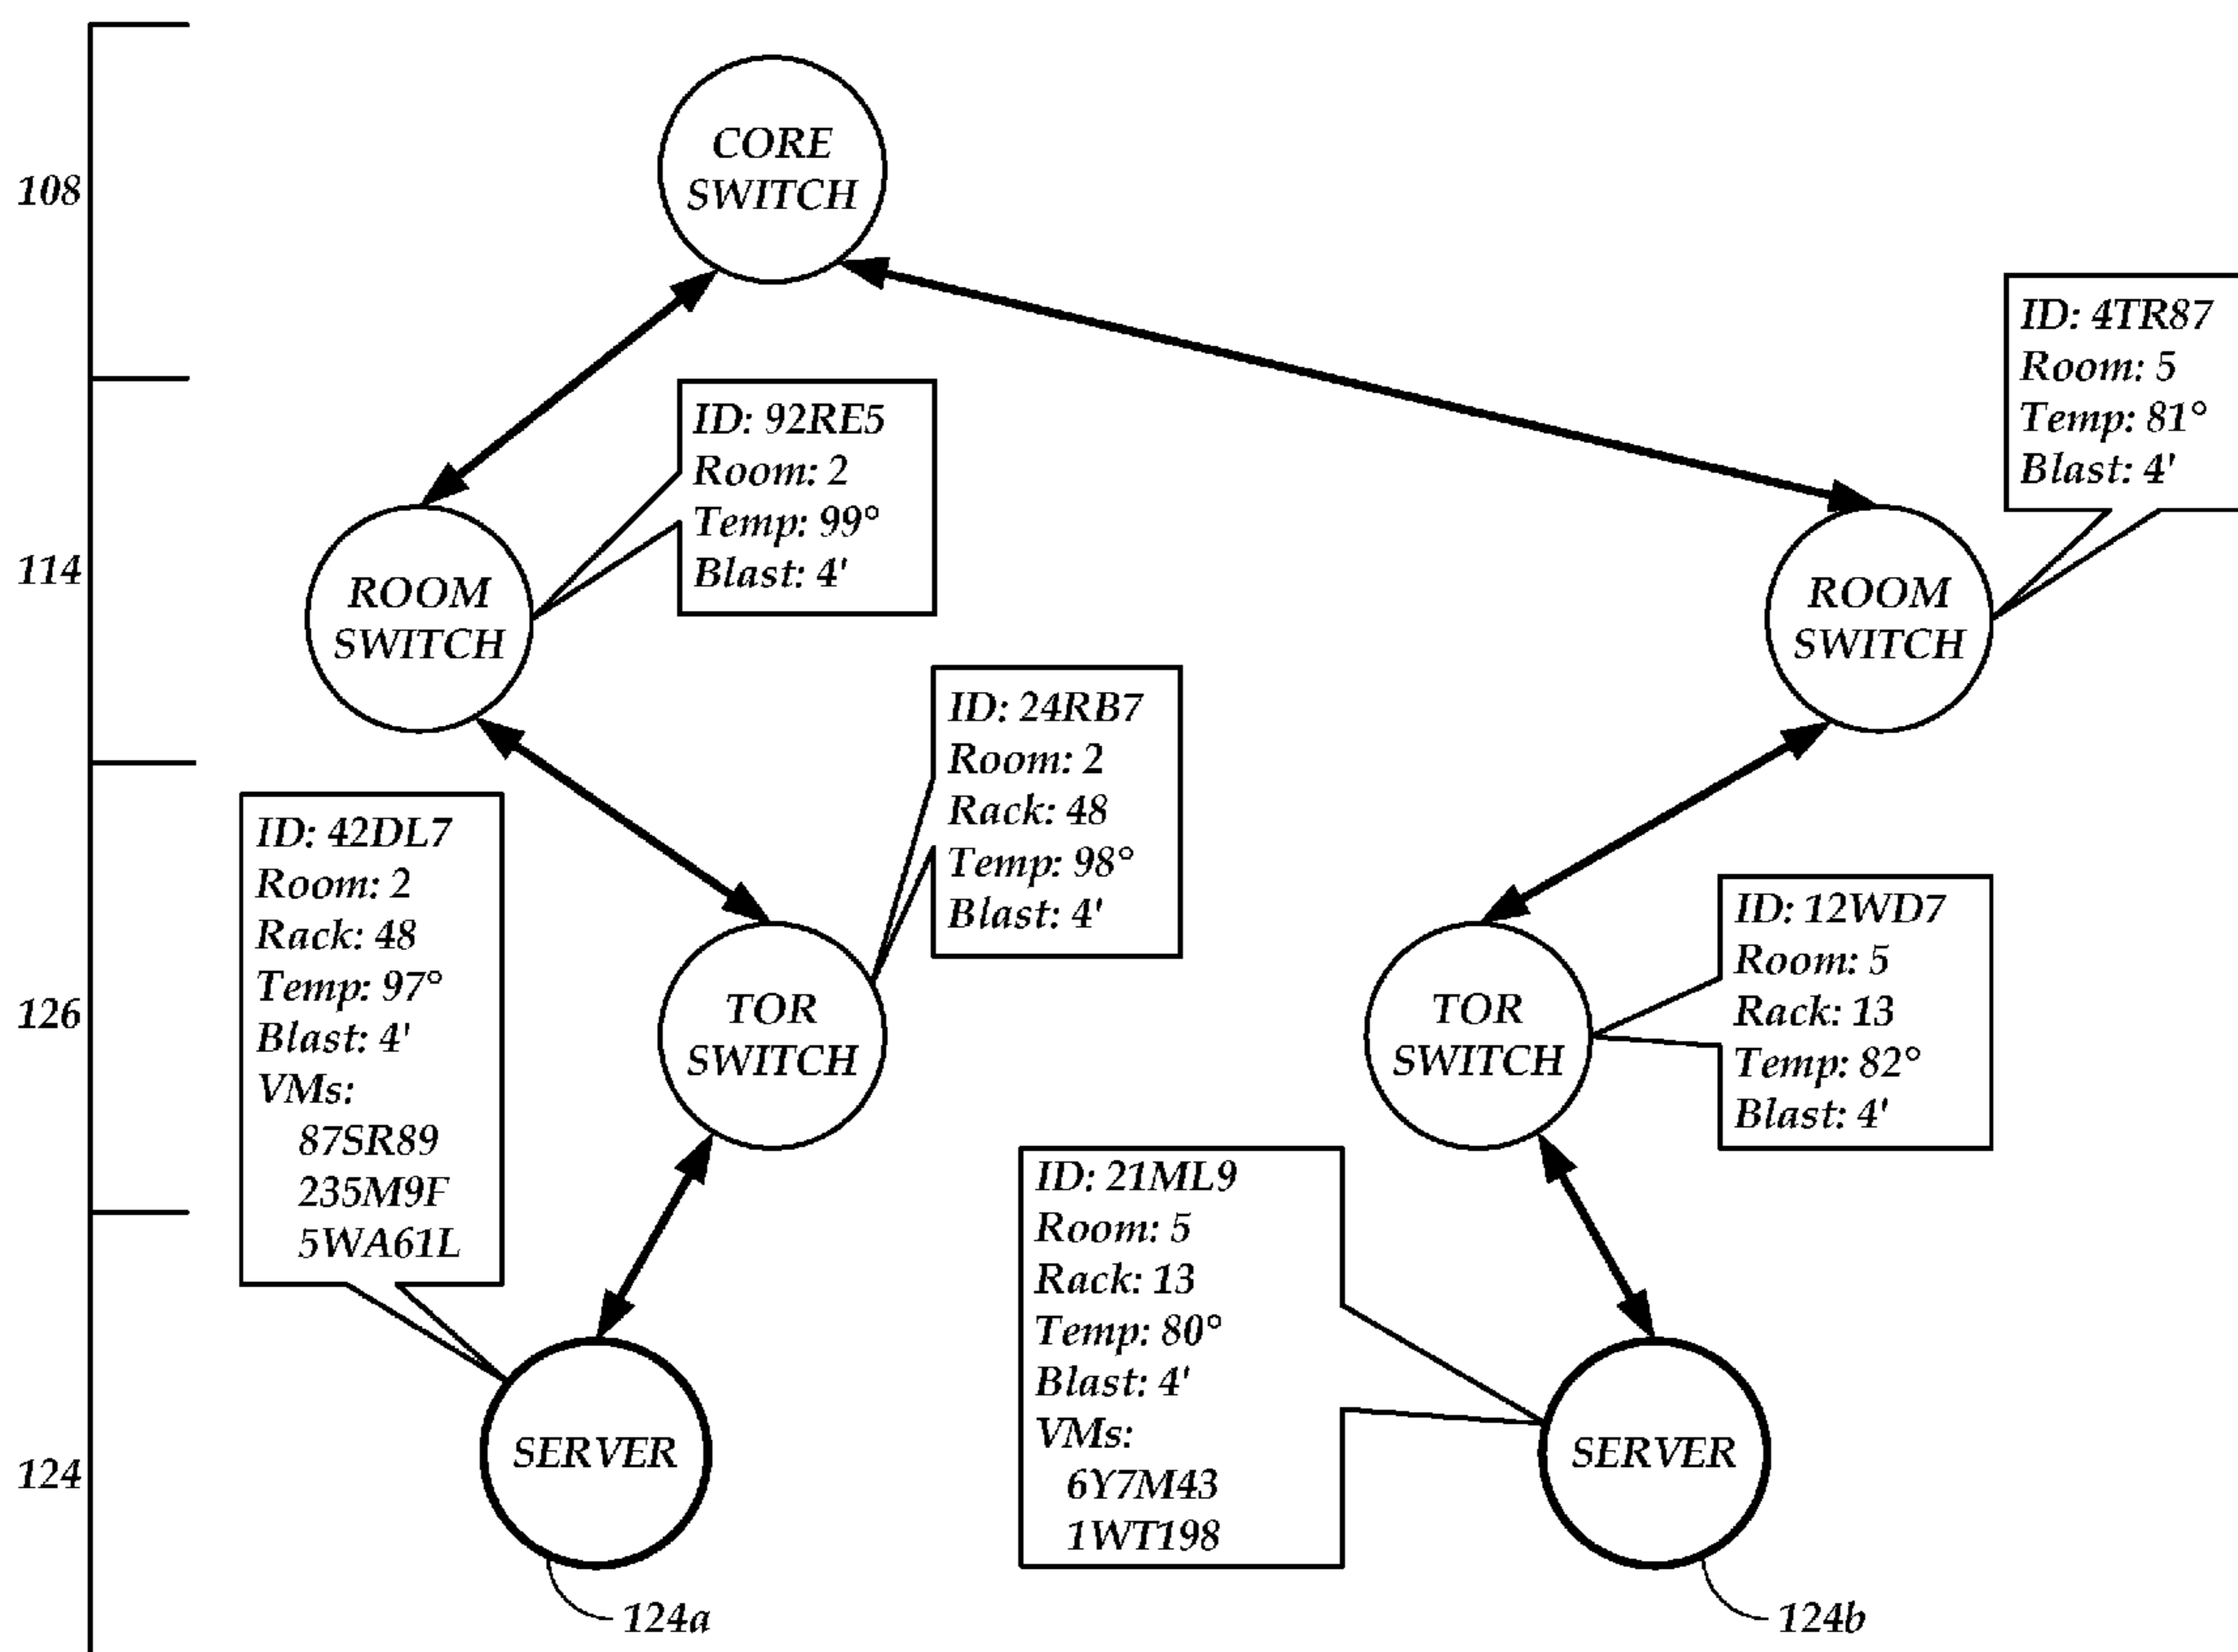 108
CORE
SWITCH
ID: 4TR87
Room: 5
Temp: 81°
Blast: 4'
ID: 92RE5
Room: 2
Temp: 99°
Blast: 4'
114
ROOM
SWITCH
ROOM
SWITCH
ID: 24RB7
Room: 2
Rack: 48
Temp: 98°
Blast: 4'
ID: 42DL7
Room: 2
Rack: 48
Temp: 97°
Blast: 4'
VMs:
87SR89
235M9F
5WA61L
126
TOR
SWITCH
TOR
SWITCH
ID: 12WD7
Room: 5
Rack: 13
Temp: 82°
Blast: 4'
ID: 21ML9
Room: 5
Rack: 13
Temp: 80°
Blast: 4'
VMs:
6Y7M43
1WT198
124
SERVER
SERVER
124a
124b